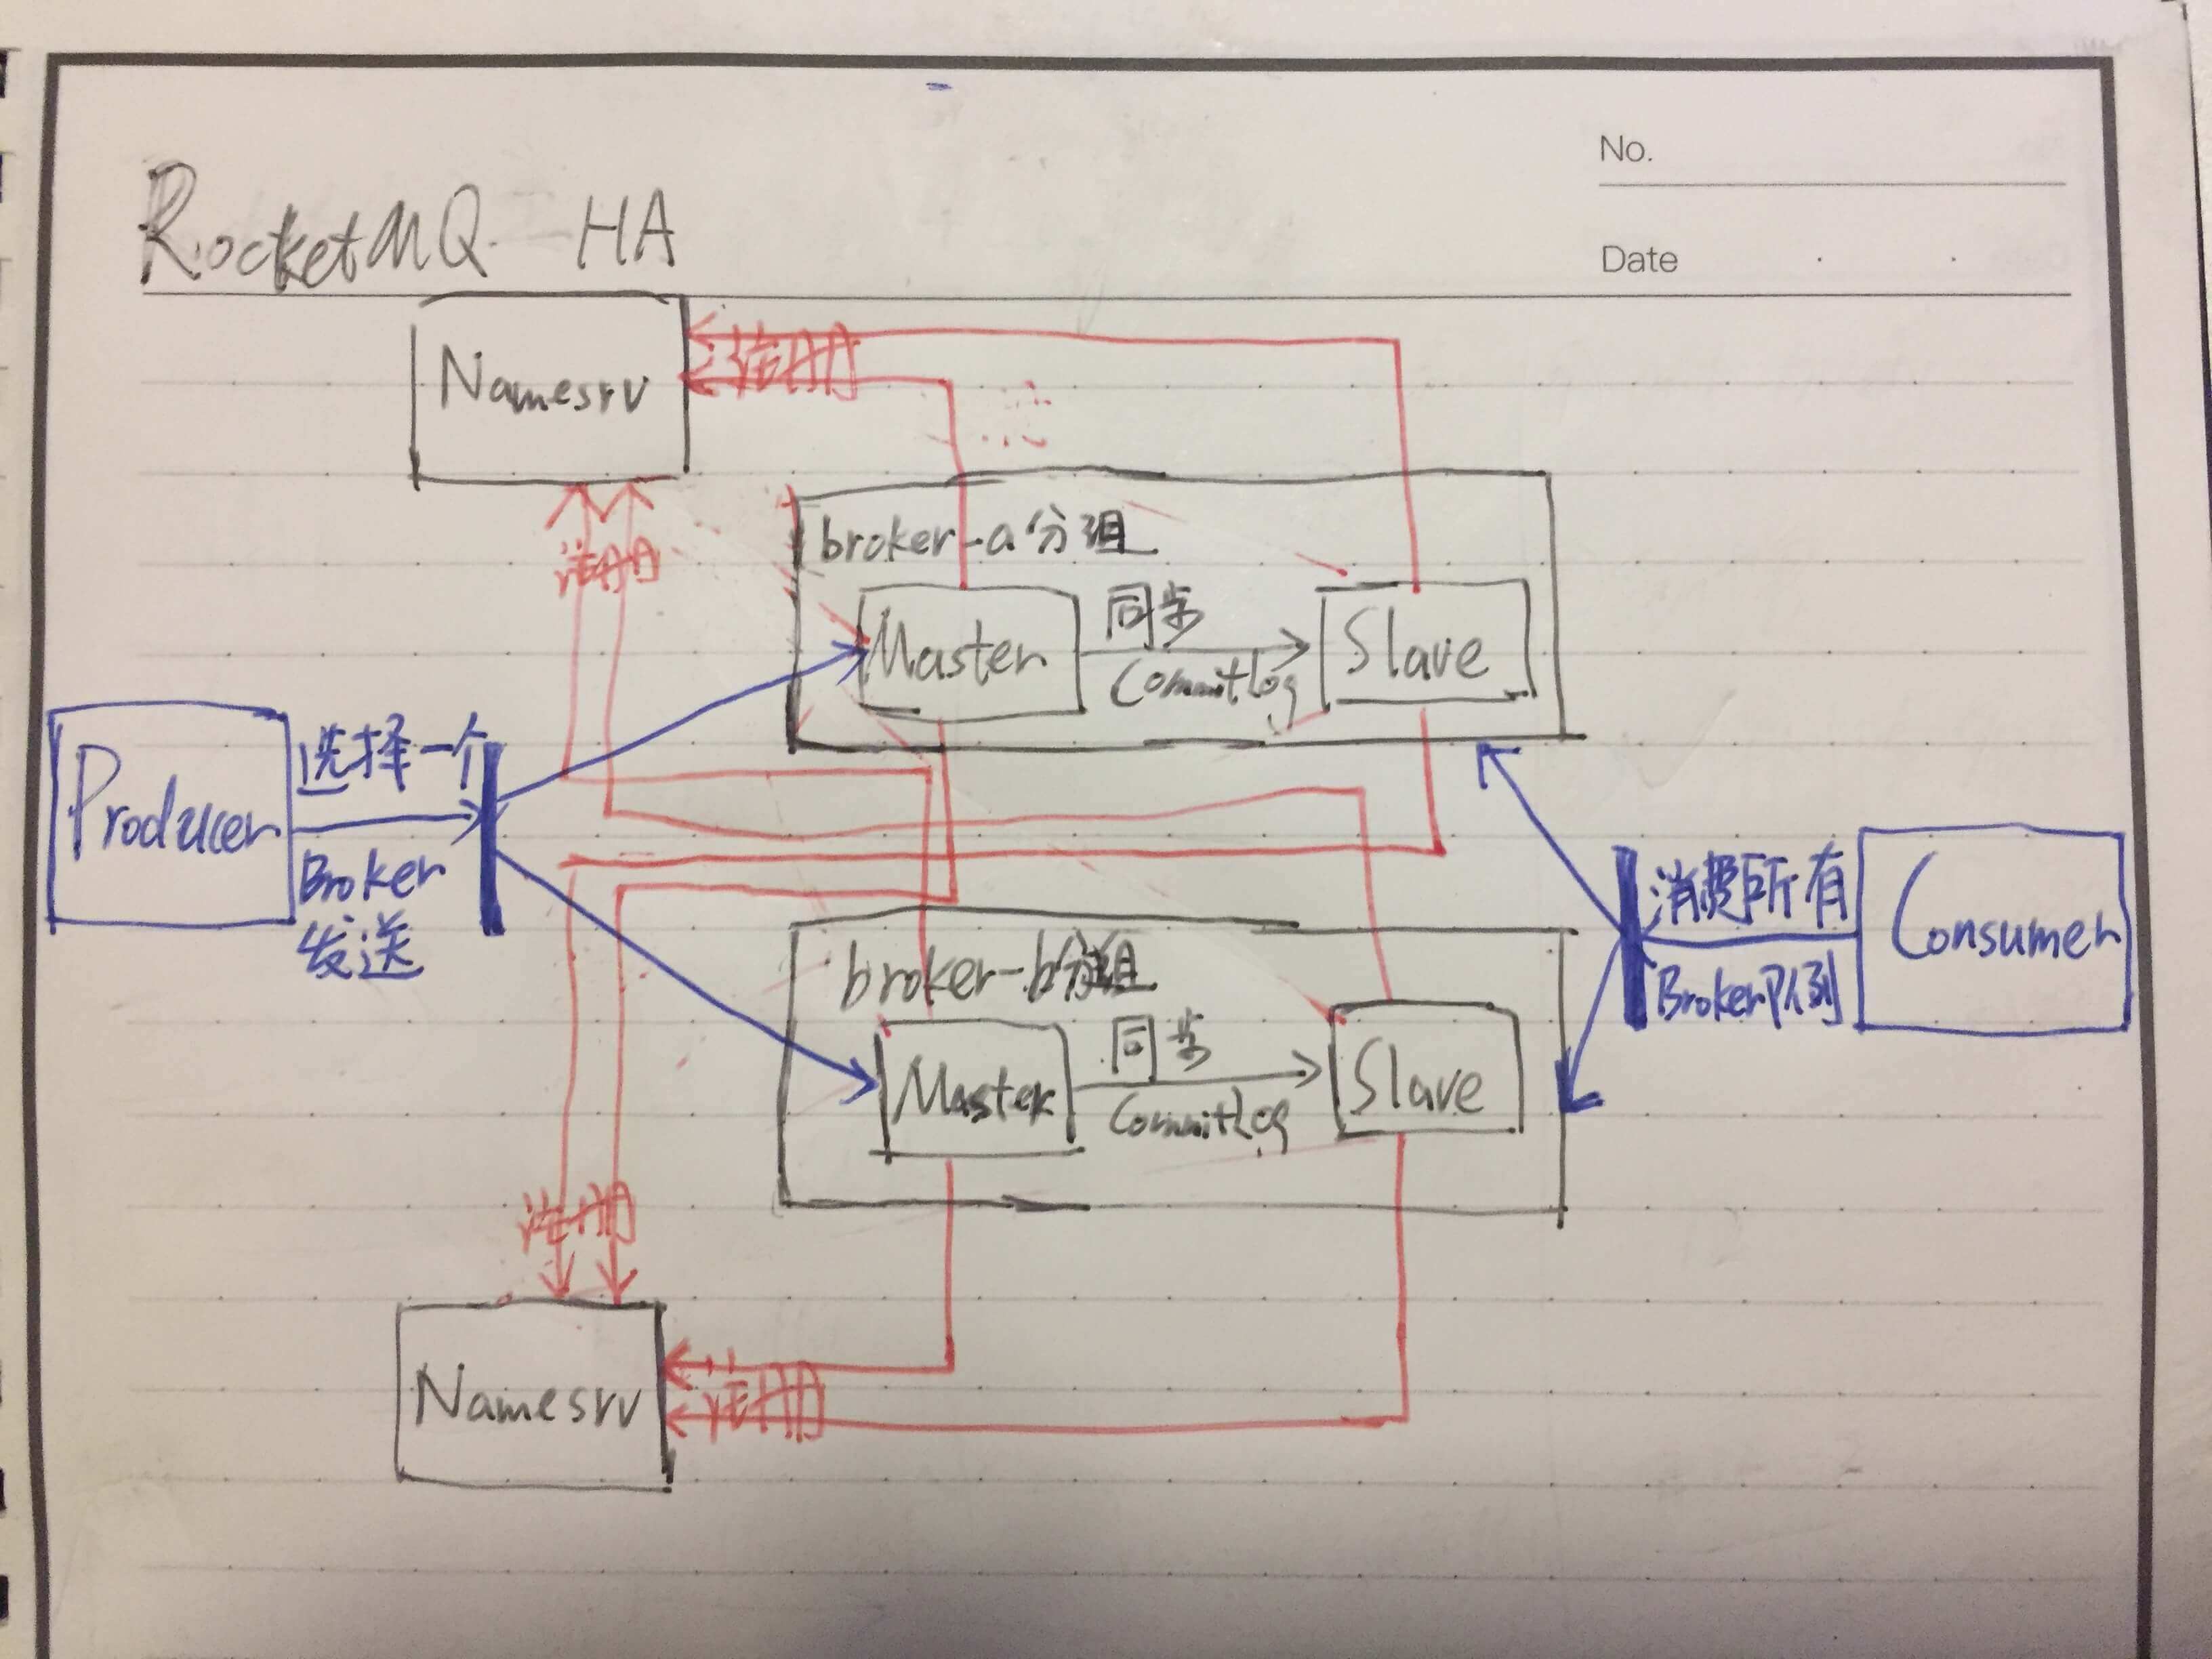 No.
Date
RocketMQ HA
Namesrv
注册
注册
broker-a分组
Master
同步
CommitLog
Slave
Producer
选择一个
Broker
发送
消费所有
Broker队列
Consumer
broker-b分组
Master
同步
CommitLog
Slave
注册
Namesrv
注册